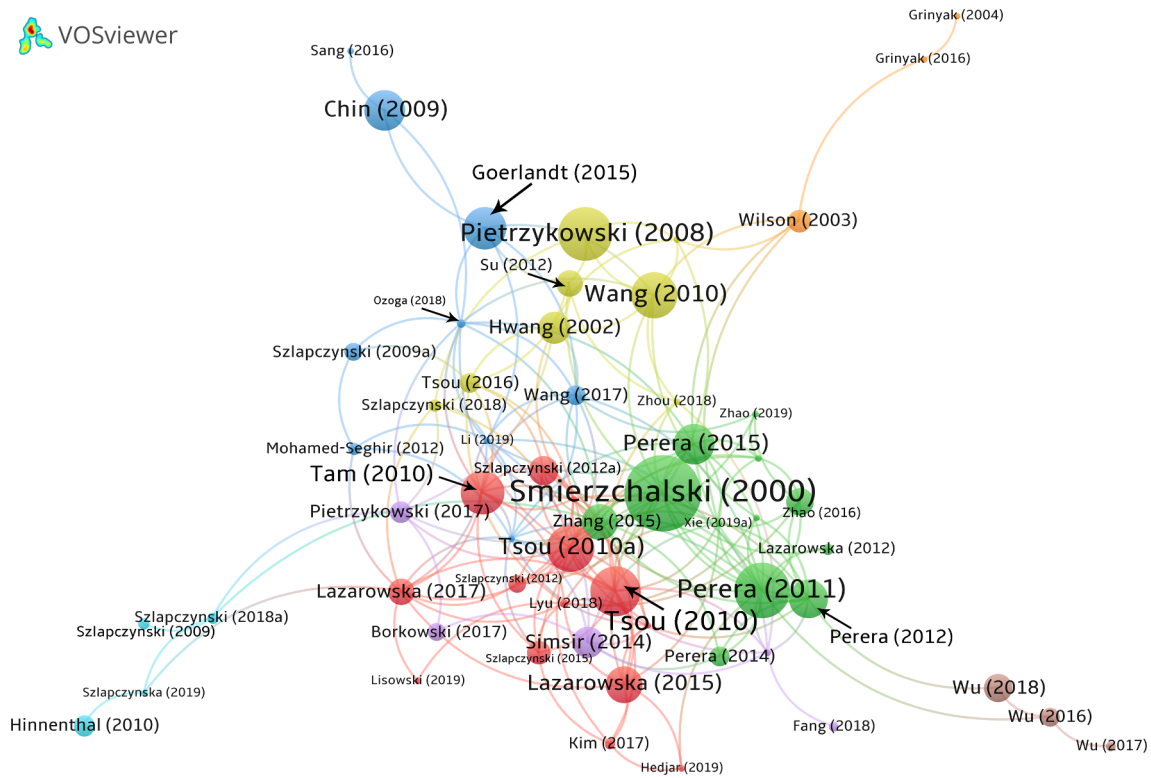 VOSviewer
Grinyak (2004)
Sang (2016)
Grinyak (2016)
Chin (2009)
Goerlandt (2015)
Wilson (2003)
Pietrzykowski (2008)
Su (2012)
Wang (2010)
Ozoga (2018)
Hwang (2002)
Szlapczynski (2009a)
Tsou (2016)
Wang (2017)
Zhou (2018)
Szlapczynski (2018)
Zhao (2019)
Li (2019)
Perera (2015)
Mohamed-Seghir (2012)
Szlapczynski (2012a)
Tam (2010)
Smierzchalski (2000)
Pietrzykowski (2017)
Zhang (2015)
Xie (2019a)
Zhao (2016)
Tsou (2010a)
Lazarowska (2012)
Szlapczynski (2012)
Lazarowska (2017)
Perera (2011)
Lyu (2018)
Szlapczynski (2018a)
Tsou (2010)
Szlapczynski (2009)
Borkowski (2017)
Perera (2012)
Simsir (2014)
Szlapczynski (2015)
Perera (2014)
Lisowski (2019)
Lazarowska (2015)
Wu (2018)
Szlapczynska (2019)
Wu (2016)
Hinnenthal (2010)
Fang (2018)
Kim (2017)
Wu (2017)
Hedjar (2019)